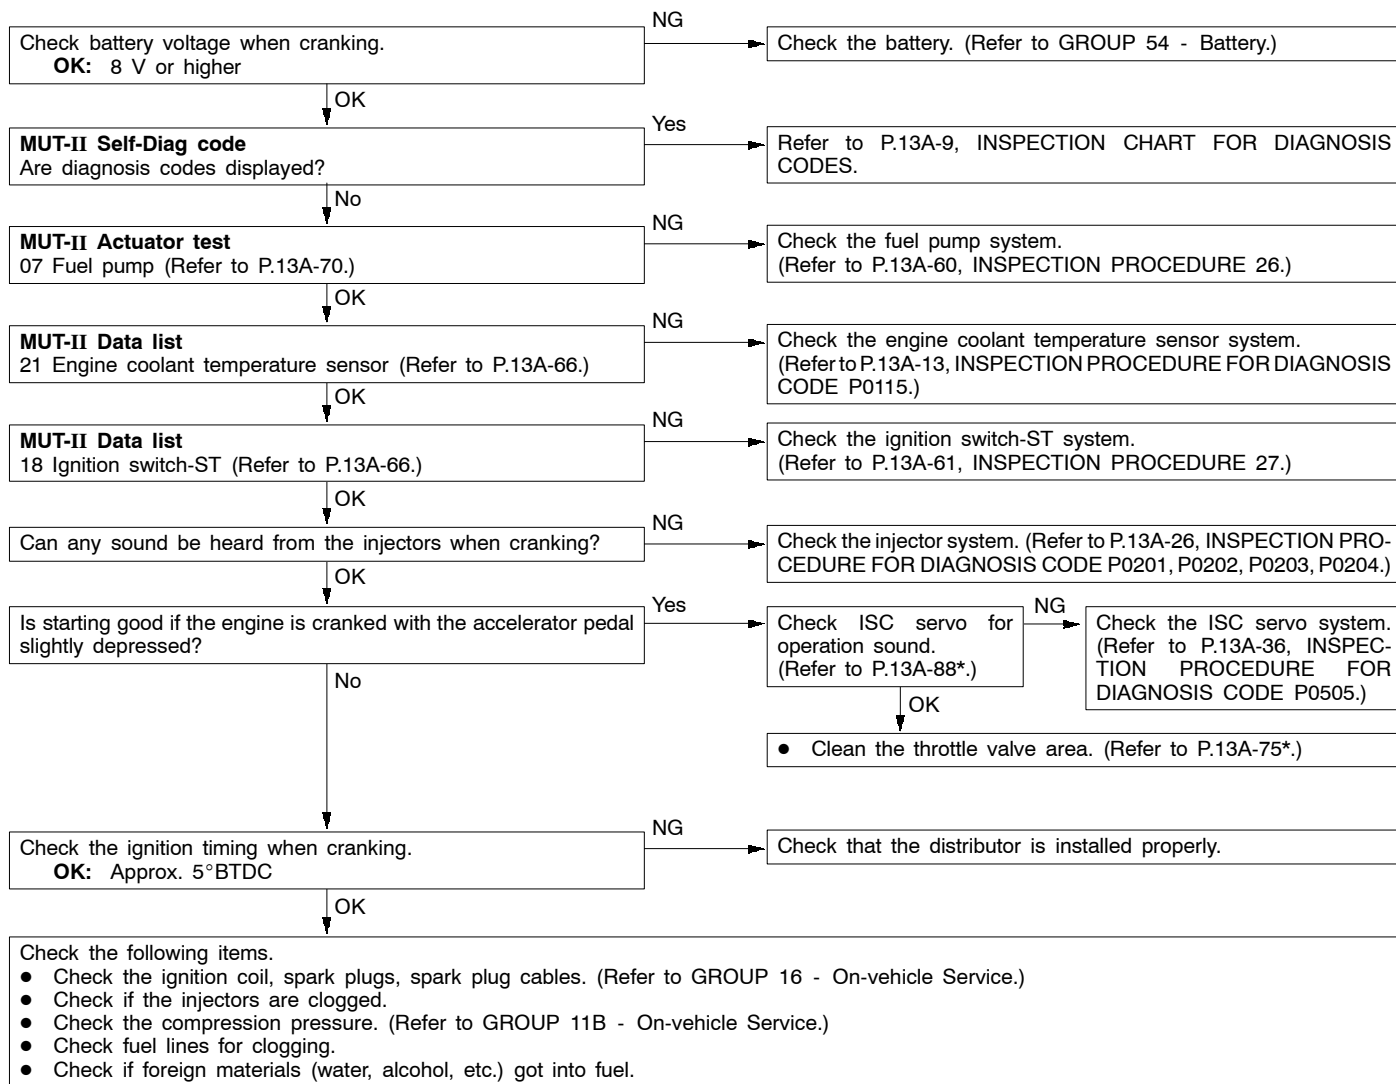 Check battery voltage when cranking.
OK: 8 V or higher
NG
Check the battery. (Refer to GROUP 54 - Battery.)
OK
MUT-II Self-Diag code
Are diagnosis codes displayed?
Yes
Refer to P.13A-9, INSPECTION CHART FOR DIAGNOSIS
CODES.
No
MUT-II Actuator test
07 Fuel pump (Refer to P.13A-70.)
NG
Check the fuel pump system.
(Refer to P.13A-60, INSPECTION PROCEDURE 26.)
OK
MUT-II Data list
21 Engine coolant temperature sensor (Refer to P.13A-66.)
NG
Check the engine coolant temperature sensor system.
(Refer to P.13A-13, INSPECTION PROCEDURE FOR DIAGNOSIS
CODE P0115.)
OK
MUT-II Data list
18 Ignition switch-ST (Refer to P.13A-66.)
NG
Check the ignition switch-ST system.
(Refer to P.13A-61, INSPECTION PROCEDURE 27.)
OK
Can any sound be heard from the injectors when cranking?
NG
Check the injector system. (Refer to P.13A-26, INSPECTION PRO-
CEDURE FOR DIAGNOSIS CODE P0201, P0202, P0203, P0204.)
OK
Is starting good if the engine is cranked with the accelerator pedal
slightly depressed?
Yes
Check ISC servo for
operation sound.
(Refer to P.13A-88*.)
NG
Check the ISC servo system.
(Refer to P.13A-36, INSPEC-
TION PROCEDURE FOR
DIAGNOSIS CODE P0505.)
OK
● Clean the throttle valve area. (Refer to P.13A-75*.)
No
Check the ignition timing when cranking.
OK: Approx. 5°BTDC
NG
Check that the distributor is installed properly.
OK
Check the following items.
● Check the ignition coil, spark plugs, spark plug cables. (Refer to GROUP 16 - On-vehicle Service.)
● Check if the injectors are clogged.
● Check the compression pressure. (Refer to GROUP 11B - On-vehicle Service.)
● Check fuel lines for clogging.
● Check if foreign materials (water, alcohol, etc.) got into fuel.